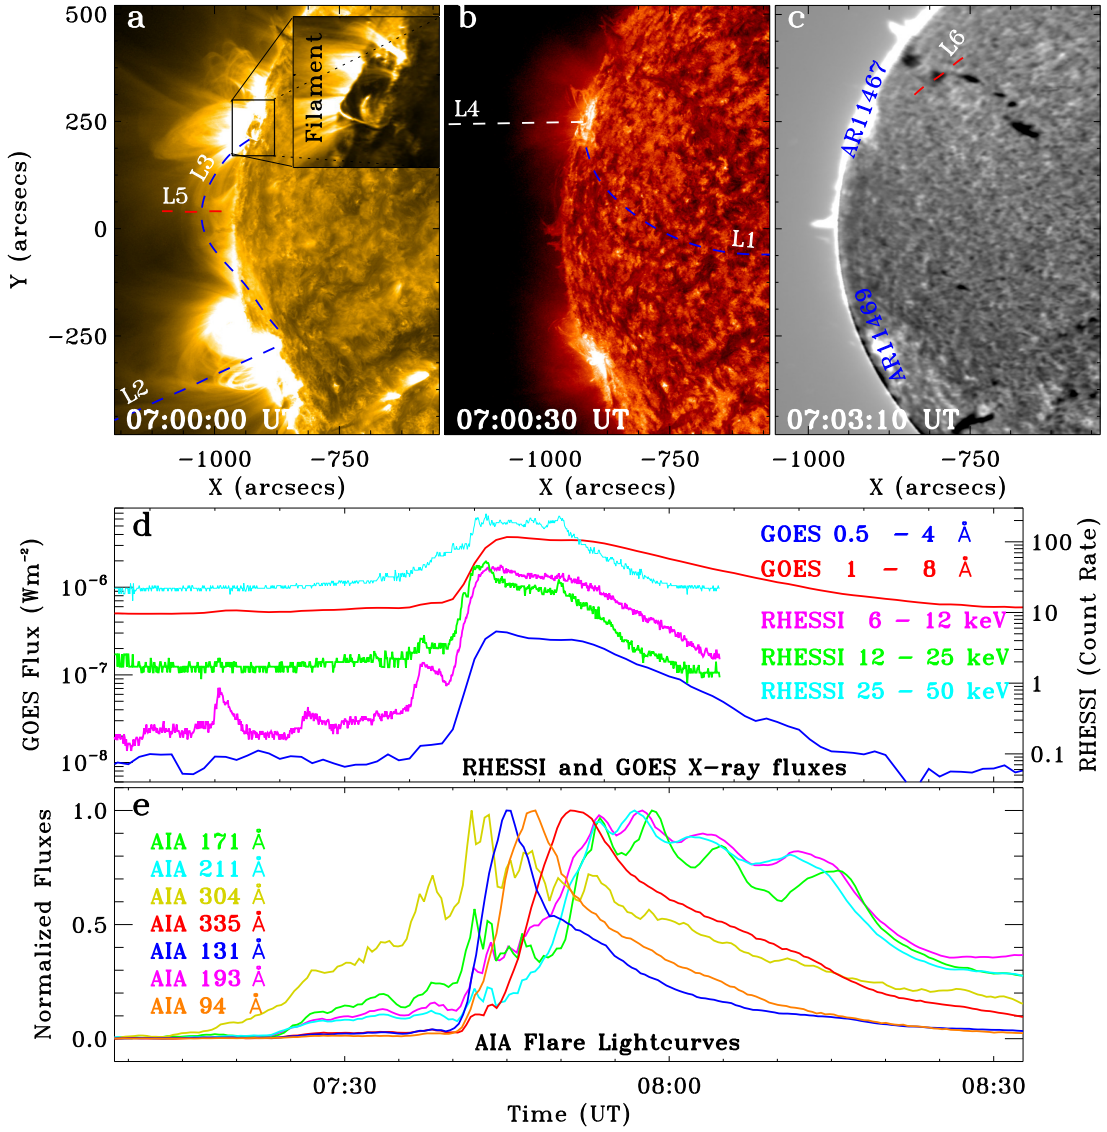 a
b
c
Filament
L3
L5
L2
L4
L1
L6
AR11467
AR11469
500
250
0
−250
Y (arcsecs)
07:00:00 UT
07:00:30 UT
07:03:10 UT
−1000 −750
−1000 −750
−1000 −750
X (arcsecs)
X (arcsecs)
X (arcsecs)
d
GOES 0.5 − 4 Å
GOES 1 − 8 Å
RHESSI 6 − 12 keV
RHESSI 12 − 25 keV
RHESSI 25 − 50 keV
10⁻⁶
10⁻⁷
10⁻⁸
GOES Flux (Wm⁻²)
100
10
1
0.1
RHESSI (Count Rate)
RHESSI and GOES X−ray fluxes
e
AIA 171 Å
AIA 211 Å
AIA 304 Å
AIA 335 Å
AIA 131 Å
AIA 193 Å
AIA 94 Å
1.0
0.5
0.0
Normalized Fluxes
AIA Flare Lightcurves
07:30 08:00 08:30
Time (UT)